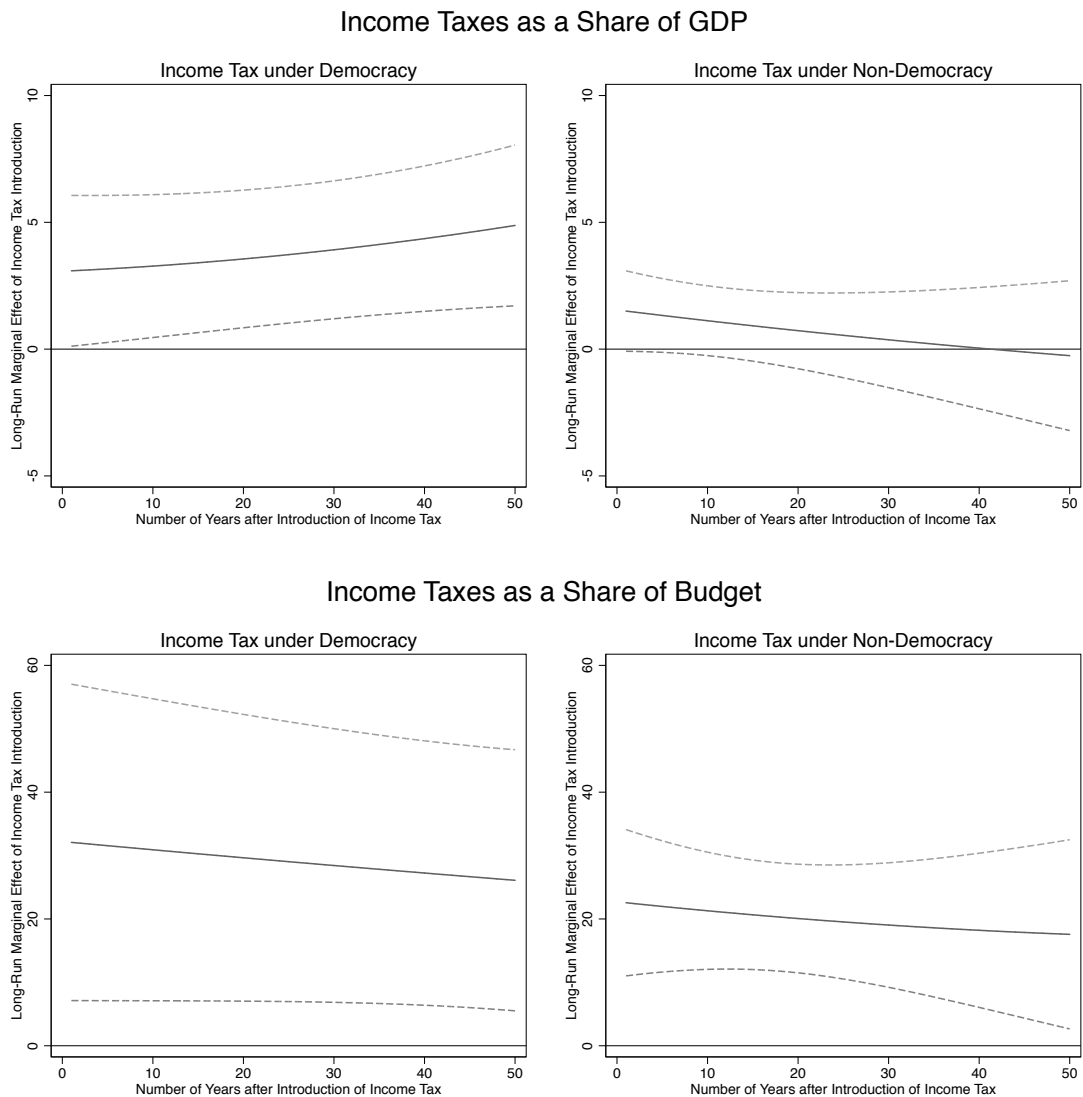 Income Taxes as a Share of GDP
Income Tax under Democracy
Long-Run Marginal Effect of Income Tax Introduction
10
5
0
-5
0 10 20 30 40 50
Number of Years after Introduction of Income Tax
Income Tax under Non-Democracy
Long-Run Marginal Effect of Income Tax Introduction
10
5
0
-5
0 10 20 30 40 50
Number of Years after Introduction of Income Tax
Income Taxes as a Share of Budget
Income Tax under Democracy
Long-Run Marginal Effect of Income Tax Introduction
60
40
20
0
0 10 20 30 40 50
Number of Years after Introduction of Income Tax
Income Tax under Non-Democracy
Long-Run Marginal Effect of Income Tax Introduction
60
40
20
0
0 10 20 30 40 50
Number of Years after Introduction of Income Tax